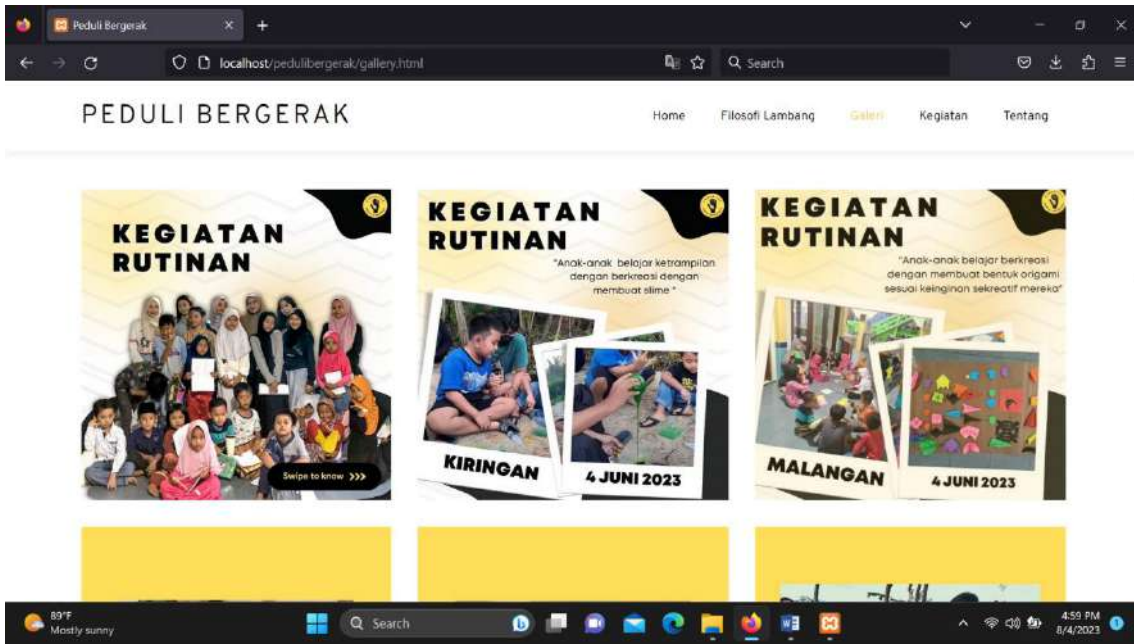 Peduli Bergerak
localhost/pedulibergerak/gallery.html
Search
PEDULI BERGERAK
Home Filosofi Lambang Galeri Kegiatan Tentang
KEGIATAN
RUTINAN
Swipe to know >>>
KEGIATAN
RUTINAN
"Anak-anak belajar ketrampilan
dengan berkreasi dengan
membuat slime "
KIRINGAN
4 JUNI 2023
KEGIATAN
RUTINAN
"Anak-anak belajar berkreasi
dengan membuat bentuk origami
sesuai keinginan sekreatif mereka"
MALANGAN
4 JUNI 2023
89°F
Mostly sunny
Search
4:59 PM
8/4/2023
1